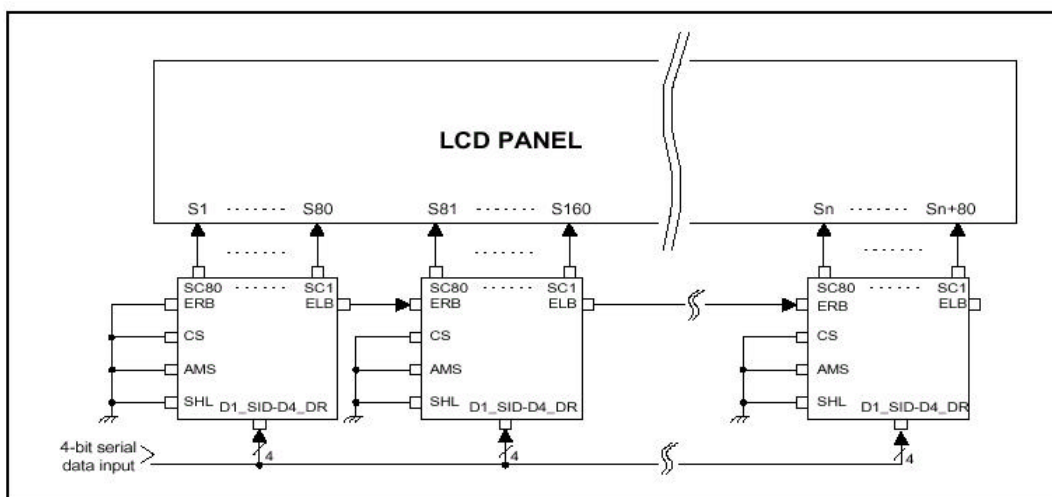 LCD PANEL
S1 ........ S80 S81 ........ S160 Sn ........ Sn+80
SC80 ........ SC1 SC80 ........ SC1 SC80 ........ SC1
ERB ELB ERB ELB ERB ELB
CS CS CS
AMS AMS AMS
SHL SHL SHL
D1_SID-D4_DR D1_SID-D4_DR D1_SID-D4_DR
4-bit serial
data input
4 4 4